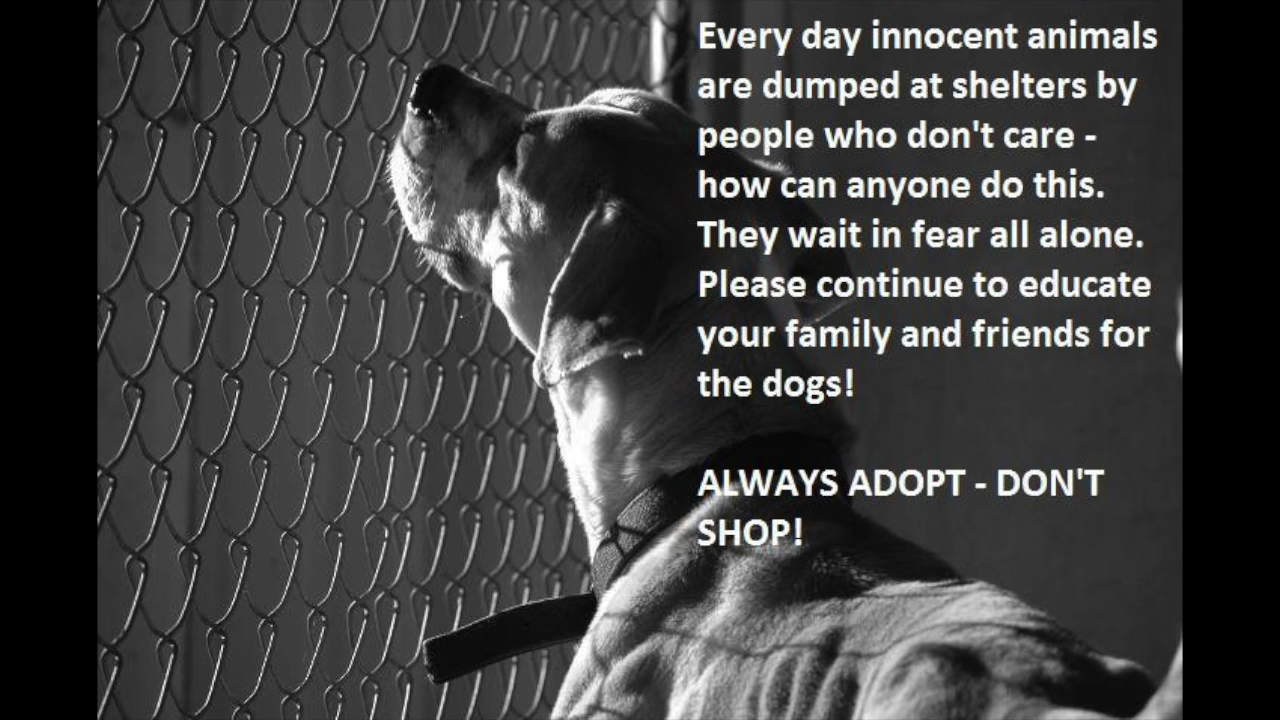 Every day innocent animals
are dumped at shelters by
people who don't care -
how can anyone do this.
They wait in fear all alone.
Please continue to educate
your family and friends for
the dogs!
ALWAYS ADOPT - DON'T
SHOP!